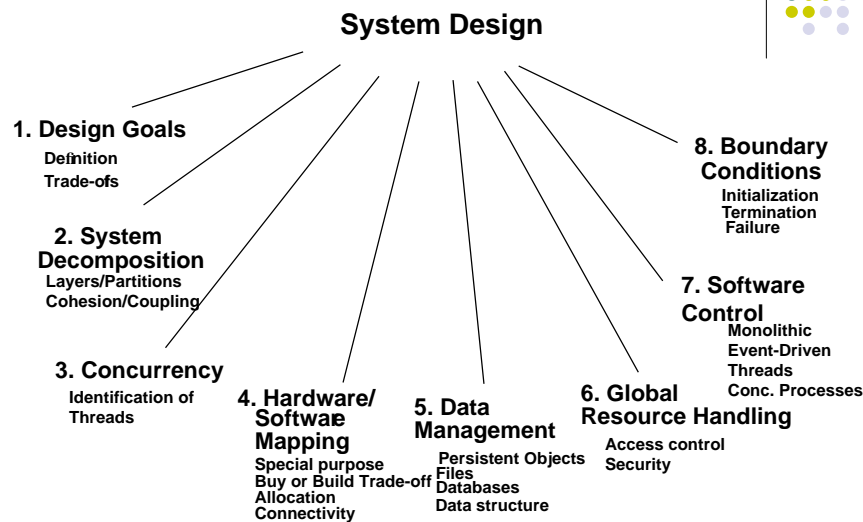 System Design
1. Design Goals
Definition
Trade-ofs
2. System
Decomposition
Layers/Partitions
Cohesion/Coupling
3. Concurrency
Identification of
Threads
4. Hardware/
Software
Mapping
Special purpose
Buy or Build Trade-off
Allocation
Connectivity
5. Data
Management
Persistent Objects
Files
Databases
Data structure
6. Global
Resource Handling
Access control
Security
7. Software
Control
Monolithic
Event-Driven
Threads
Conc. Processes
8. Boundary
Conditions
Initialization
Termination
Failure